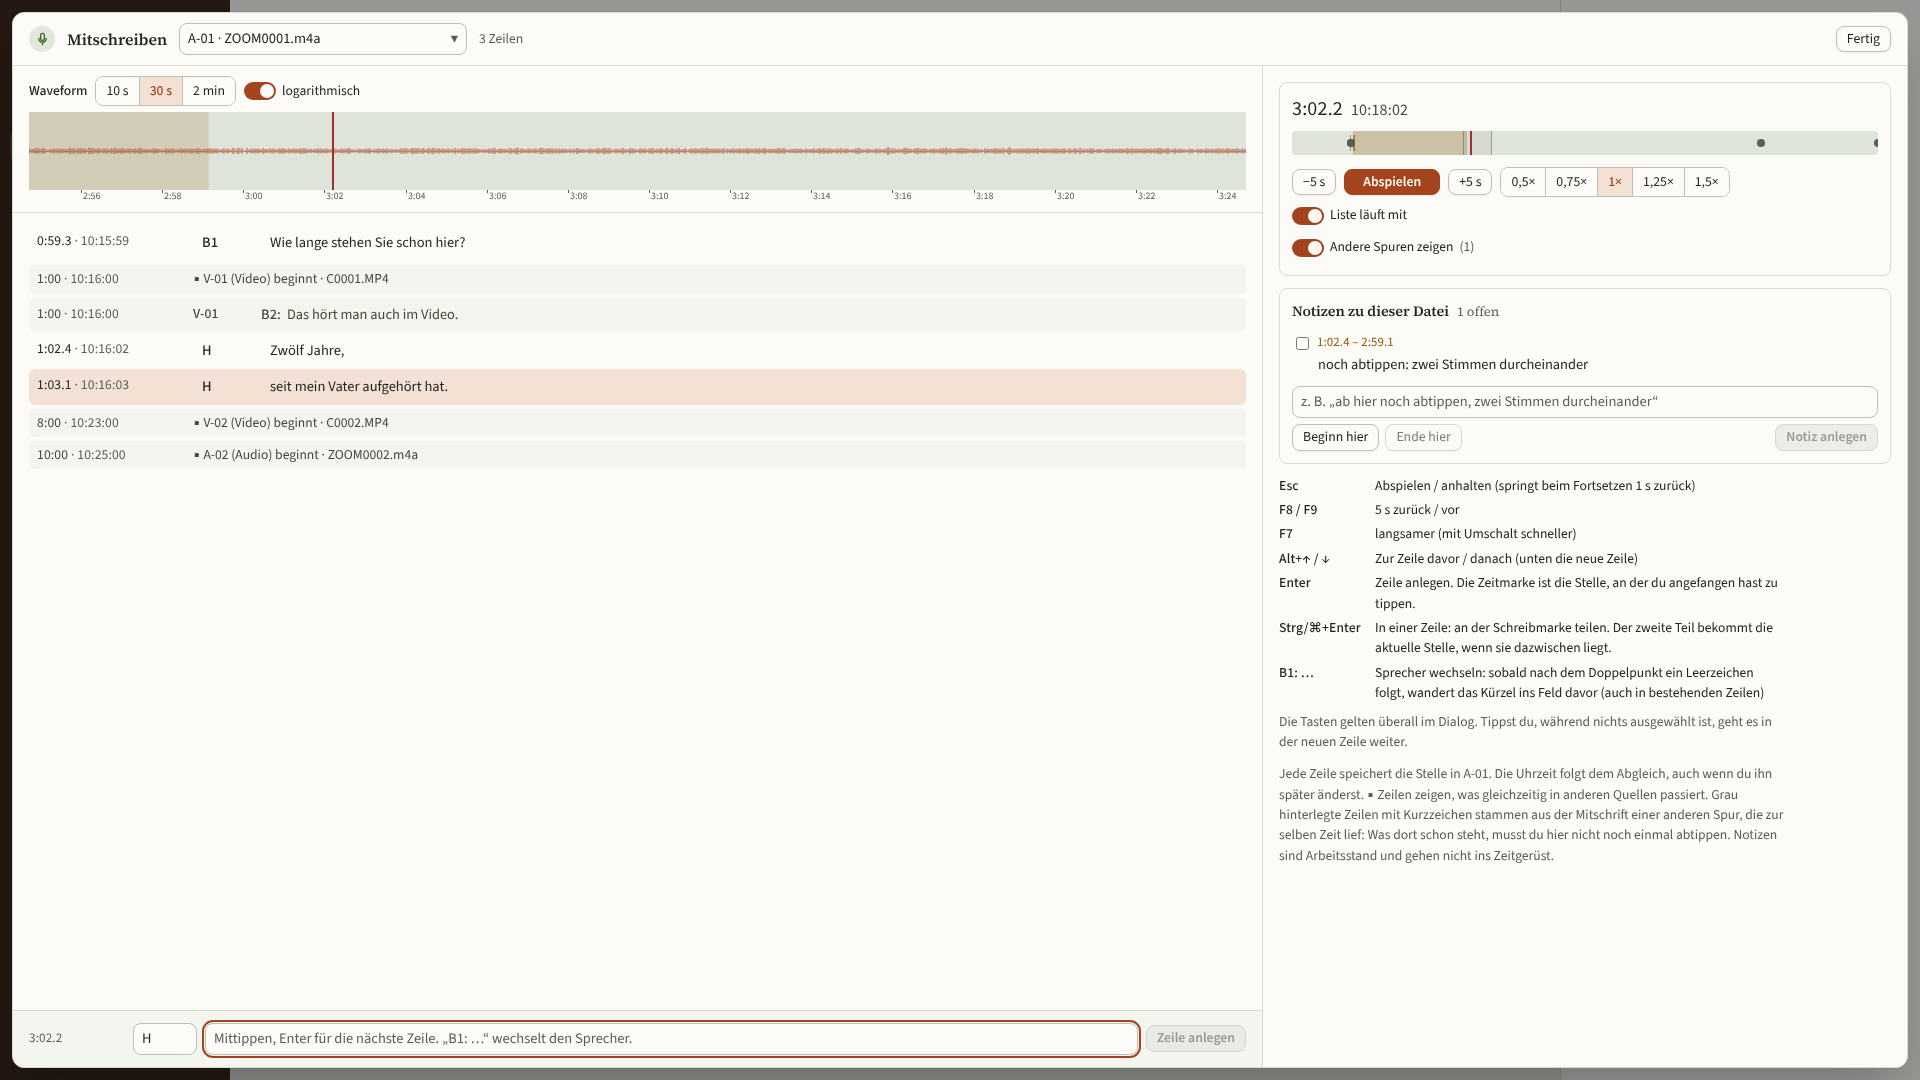 Mitschreiben
A-01 · ZOOM0001.m4a
3 Zeilen
Fertig
Waveform
10 s
30 s
2 min
logarithmisch
2:56
2:58
3:00
3:02
3:04
3:06
3:08
3:10
3:12
3:14
3:16
3:18
3:20
3:22
3:24
0:59.3 · 10:15:59 B1 Wie lange stehen Sie schon hier?
1:00 · 10:16:00 ▪ V-01 (Video) beginnt · C0001.MP4
1:00 · 10:16:00 V-01 B2: Das hört man auch im Video.
1:02.4 · 10:16:02 H Zwölf Jahre,
1:03.1 · 10:16:03 H seit mein Vater aufgehört hat.
8:00 · 10:23:00 ▪ V-02 (Video) beginnt · C0002.MP4
10:00 · 10:25:00 ▪ A-02 (Audio) beginnt · ZOOM0002.m4a
3:02.2
H
Mittippen, Enter für die nächste Zeile. „B1: …“ wechselt den Sprecher.
Zeile anlegen
3:02.2 10:18:02
−5 s
Abspielen
+5 s
0,5×
0,75×
1×
1,25×
1,5×
Liste läuft mit
Andere Spuren zeigen (1)
Notizen zu dieser Datei 1 offen
1:02.4 – 2:59.1
noch abtippen: zwei Stimmen durcheinander
z. B. „ab hier noch abtippen, zwei Stimmen durcheinander“
Beginn hier
Ende hier
Notiz anlegen
Esc Abspielen / anhalten (springt beim Fortsetzen 1 s zurück)
F8 / F9 5 s zurück / vor
F7 langsamer (mit Umschalt schneller)
Alt+↑ / ↓ Zur Zeile davor / danach (unten die neue Zeile)
Enter Zeile anlegen. Die Zeitmarke ist die Stelle, an der du angefangen hast zu
tippen.
Strg/⌘+Enter In einer Zeile: an der Schreibmarke teilen. Der zweite Teil bekommt die
aktuelle Stelle, wenn sie dazwischen liegt.
B1: … Sprecher wechseln: sobald nach dem Doppelpunkt ein Leerzeichen
folgt, wandert das Kürzel ins Feld davor (auch in bestehenden Zeilen)
Die Tasten gelten überall im Dialog. Tippst du, während nichts ausgewählt ist, geht es in
der neuen Zeile weiter.
Jede Zeile speichert die Stelle in A-01. Die Uhrzeit folgt dem Abgleich, auch wenn du ihn
später änderst. ▪ Zeilen zeigen, was gleichzeitig in anderen Quellen passiert. Grau
hinterlegte Zeilen mit Kurzzeichen stammen aus der Mitschrift einer anderen Spur, die zur
selben Zeit lief: Was dort schon steht, musst du hier nicht noch einmal abtippen. Notizen
sind Arbeitsstand und gehen nicht ins Zeitgerüst.